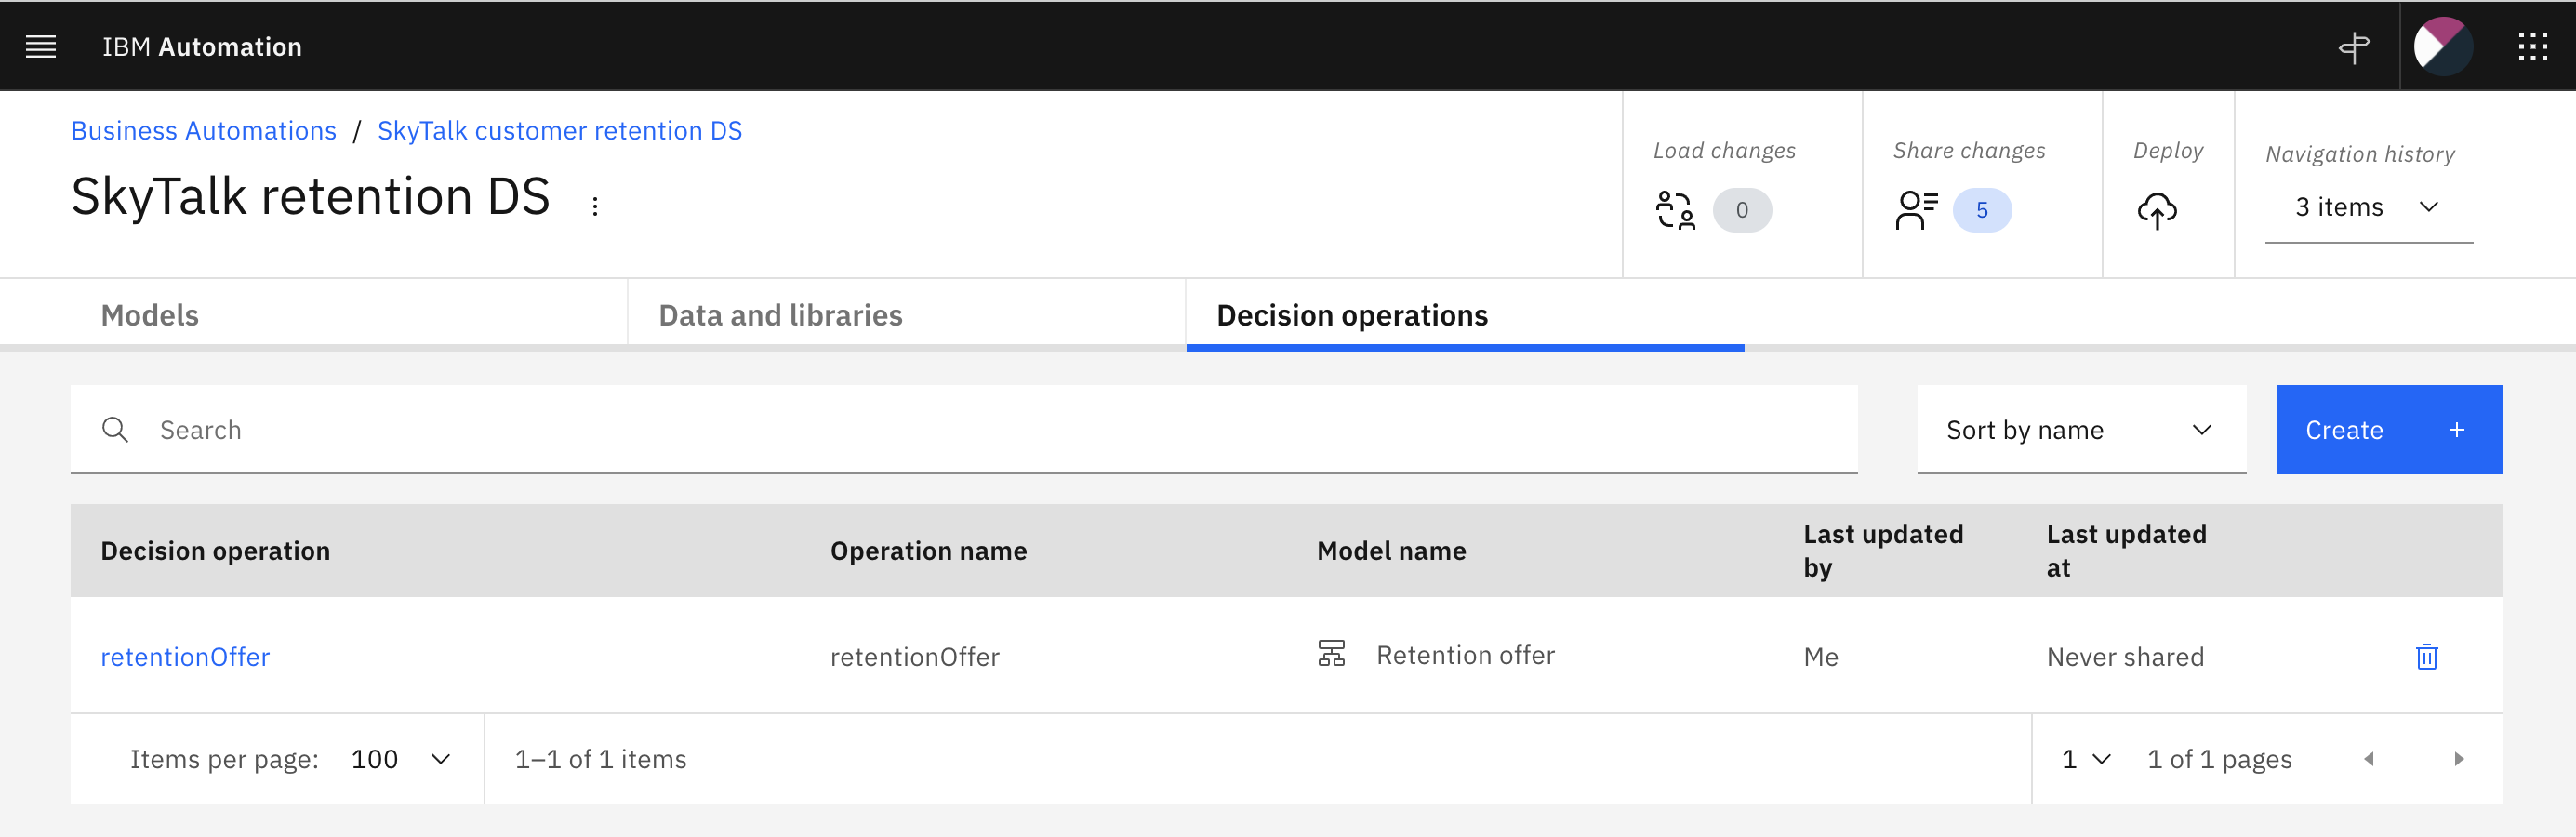 IBM Automation
Business Automations / SkyTalk customer retention DS
SkyTalk retention DS
Load changes
0
Share changes
5
Deploy
Navigation history
3 items
Models
Data and libraries
Decision operations
Search
Sort by name
Create +
Decision operation
Operation name
Model name
Last updated
by
Last updated
at
retentionOffer
retentionOffer
Retention offer
Me
Never shared
Items per page: 100
1–1 of 1 items
1
1 of 1 pages